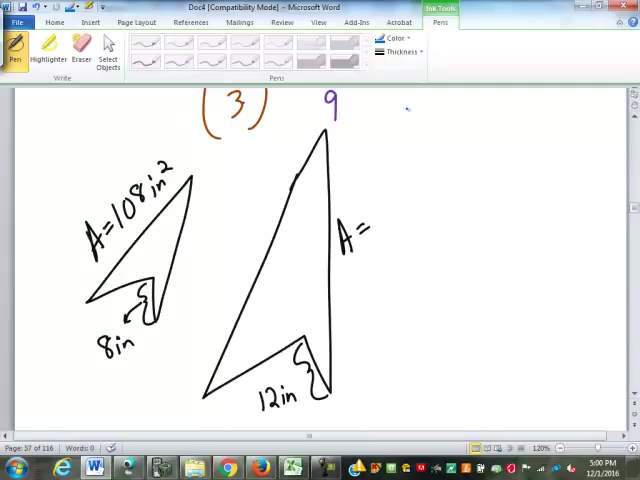 Doc4 [Compatibility Mode] - Microsoft Word
Ink Tools
File Home Insert Page Layout References Mailings Review View Add-Ins Acrobat Pens
Pen Highlighter Eraser Select Objects
Color
Thickness
Write Pens
(3) 9
A=108in²
A=
8in
12in
Page: 37 of 116 Words: 0 120%
5:00 PM
12/1/2016